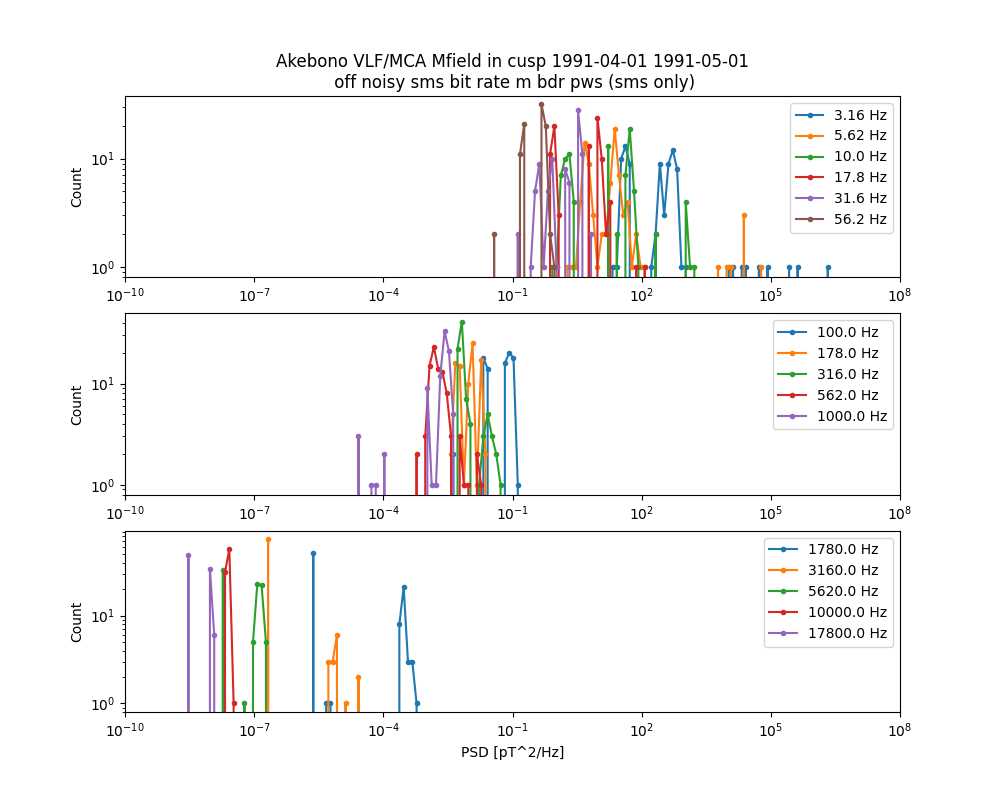 Akebono VLF/MCA Mfield in cusp 1991-04-01 1991-05-01
off noisy sms bit rate m bdr pws (sms only)
Count
10^1
10^0
3.16 Hz
5.62 Hz
10.0 Hz
17.8 Hz
31.6 Hz
56.2 Hz
10^-10 10^-7 10^-4 10^-1 10^2 10^5 10^8
Count
10^1
10^0
100.0 Hz
178.0 Hz
316.0 Hz
562.0 Hz
1000.0 Hz
10^-10 10^-7 10^-4 10^-1 10^2 10^5 10^8
Count
10^1
10^0
1780.0 Hz
3160.0 Hz
5620.0 Hz
10000.0 Hz
17800.0 Hz
10^-10 10^-7 10^-4 10^-1 10^2 10^5 10^8
PSD [pT^2/Hz]